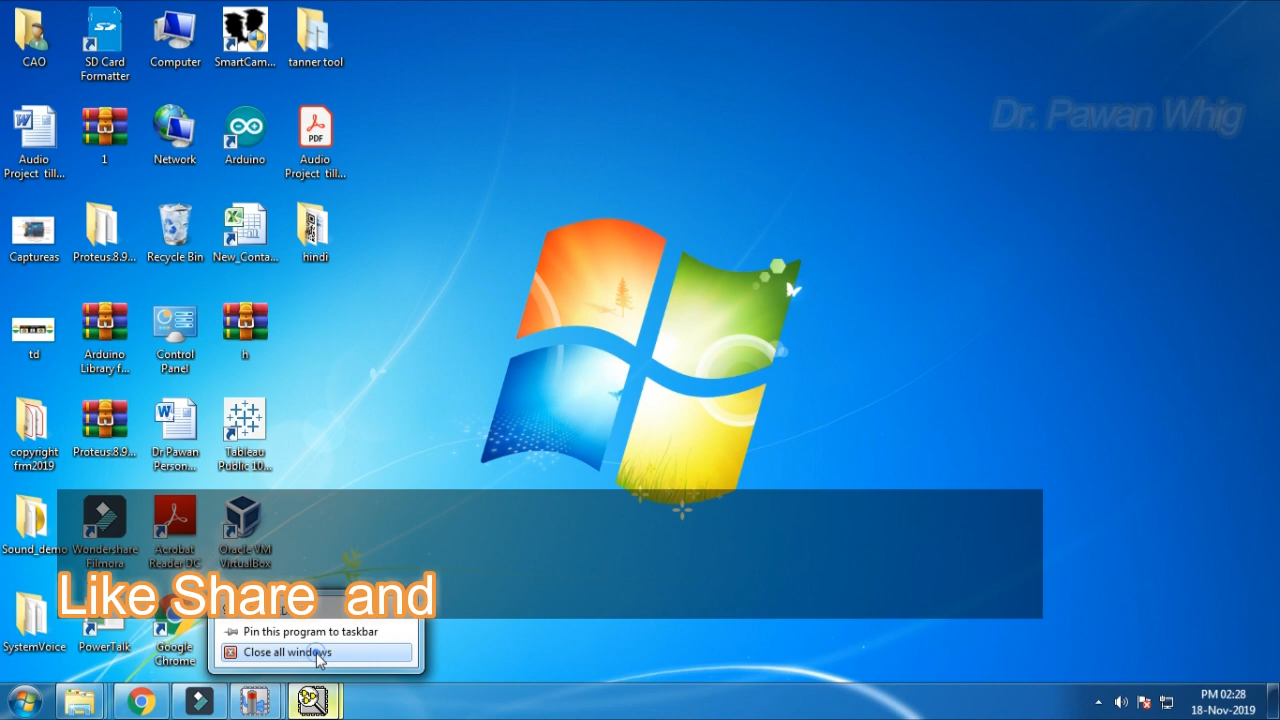 CAO
SD Card
Formatter
Computer
SmartCam...
tanner tool
Dr. Pawan Whig
Audio
Project till...
1
Network
Arduino
PDF
Audio
Project till...
Captureas
Proteus.8.9...
Recycle Bin
New_Conta...
hindi
td
Arduino
Library f...
Control
Panel
h
copyright
frm2019
Proteus.8.9...
Dr Pawan
Person...
Tableau
Public 10...
Sound_demo
Wondershare
Filmora
Acrobat
Reader DC
Oracle VM
VirtualBox
Like Share and
SystemVoice
PowerTalk
Google
Chrome
Pin this program to taskbar
Close all windows
PM 02:28
18-Nov-2019